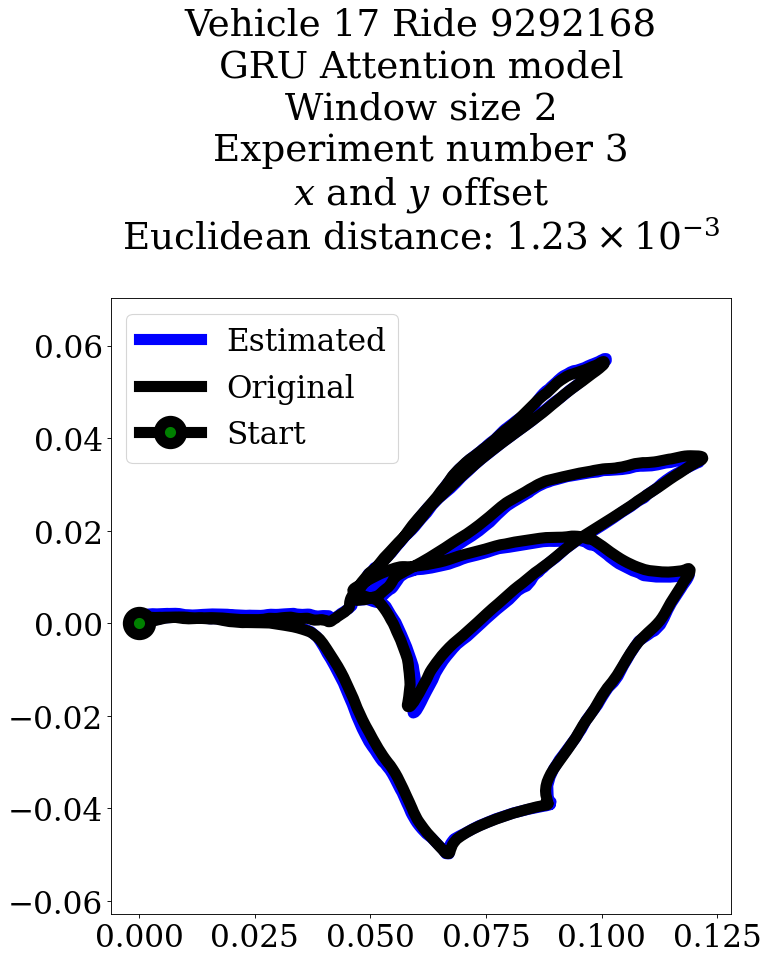 Vehicle 17 Ride 9292168
GRU Attention model
Window size 2
Experiment number 3
x and y offset
Euclidean distance: 1.23 × 10⁻³
Estimated
Original
Start
0.06
0.04
0.02
0.00
−0.02
−0.04
−0.06
0.000 0.025 0.050 0.075 0.100 0.125